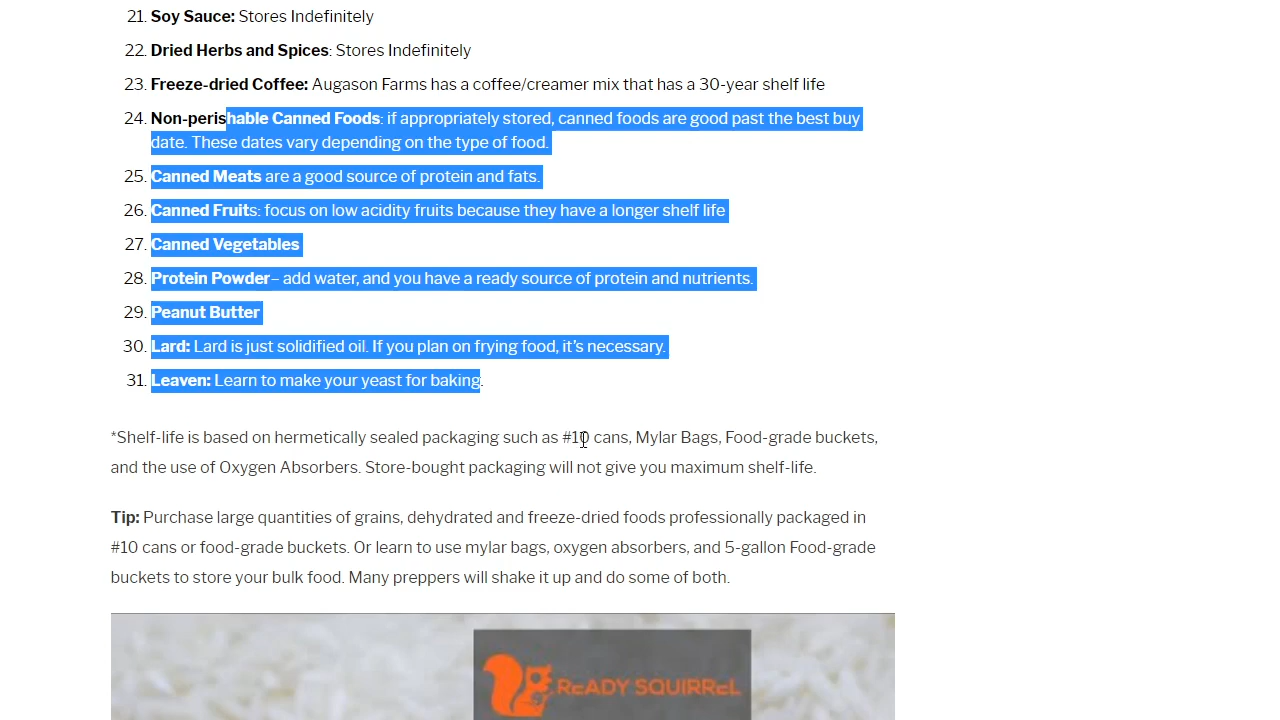 21. Soy Sauce: Stores Indefinitely
22. Dried Herbs and Spices: Stores Indefinitely
23. Freeze-dried Coffee: Augason Farms has a coffee/creamer mix that has a 30-year shelf life
24. Non-perishable Canned Foods: if appropriately stored, canned foods are good past the best buy
date. These dates vary depending on the type of food.
25. Canned Meats are a good source of protein and fats.
26. Canned Fruits: focus on low acidity fruits because they have a longer shelf life
27. Canned Vegetables
28. Protein Powder– add water, and you have a ready source of protein and nutrients.
29. Peanut Butter
30. Lard: Lard is just solidified oil. If you plan on frying food, it’s necessary.
31. Leaven: Learn to make your yeast for baking.
*Shelf-life is based on hermetically sealed packaging such as #10 cans, Mylar Bags, Food-grade buckets,
and the use of Oxygen Absorbers. Store-bought packaging will not give you maximum shelf-life.
Tip: Purchase large quantities of grains, dehydrated and freeze-dried foods professionally packaged in
#10 cans or food-grade buckets. Or learn to use mylar bags, oxygen absorbers, and 5-gallon Food-grade
buckets to store your bulk food. Many preppers will shake it up and do some of both.
ReADY SQUIRReL